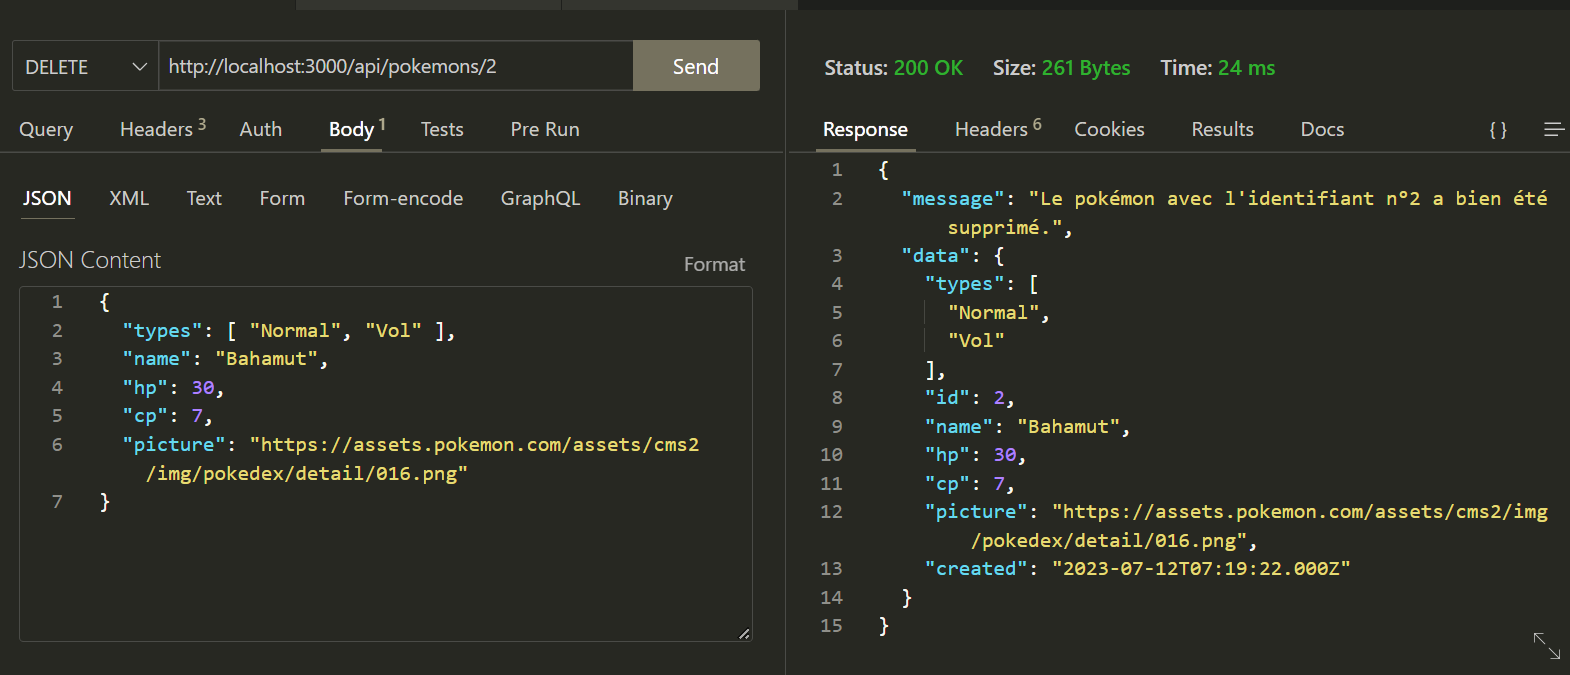 DELETE http://localhost:3000/api/pokemons/2 Send
Query Headers 3 Auth Body 1 Tests Pre Run
JSON XML Text Form Form-encode GraphQL Binary
JSON Content
Format
1 {
2 "types": [ "Normal", "Vol" ],
3 "name": "Bahamut",
4 "hp": 30,
5 "cp": 7,
6 "picture": "https://assets.pokemon.com/assets/cms2
/img/pokedex/detail/016.png"
7 }
Status: 200 OK Size: 261 Bytes Time: 24 ms
Response Headers 6 Cookies Results Docs { }
1 {
2 "message": "Le pokémon avec l'identifiant n°2 a bien été
supprimé.",
3 "data": {
4 "types": [
5 "Normal",
6 "Vol"
7 ],
8 "id": 2,
9 "name": "Bahamut",
10 "hp": 30,
11 "cp": 7,
12 "picture": "https://assets.pokemon.com/assets/cms2/img
/pokedex/detail/016.png",
13 "created": "2023-07-12T07:19:22.000Z"
14 }
15 }